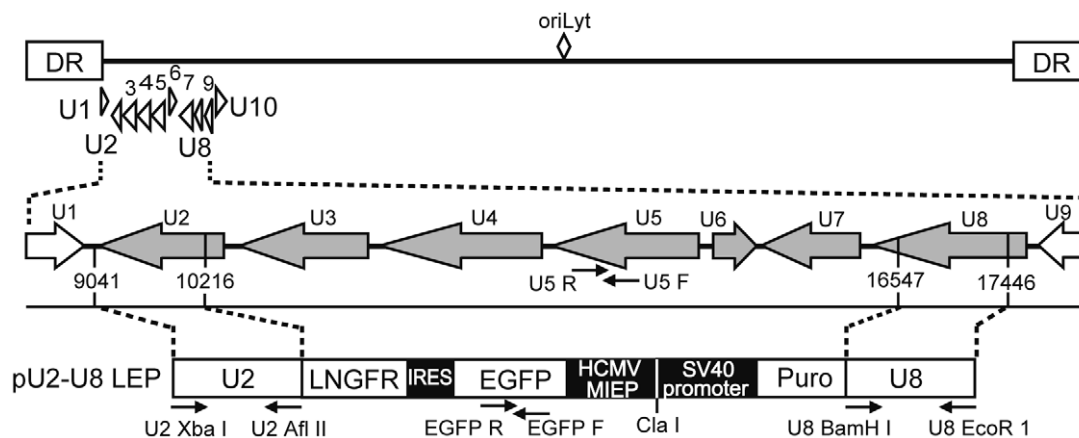 oriLyt
DR DR
3 4 5 6 7 9
U1 U10
U2 U8
U1 U2 U3 U4 U5 U6 U7 U8 U9
9041 10216 U5 R U5 F 16547 17446
pU2-U8 LEP U2 LNGFR IRES EGFP HCMV MIEP SV40 promoter Puro U8
U2 Xba I U2 Afl II EGFP R EGFP F Cla I U8 BamH I U8 EcoR 1